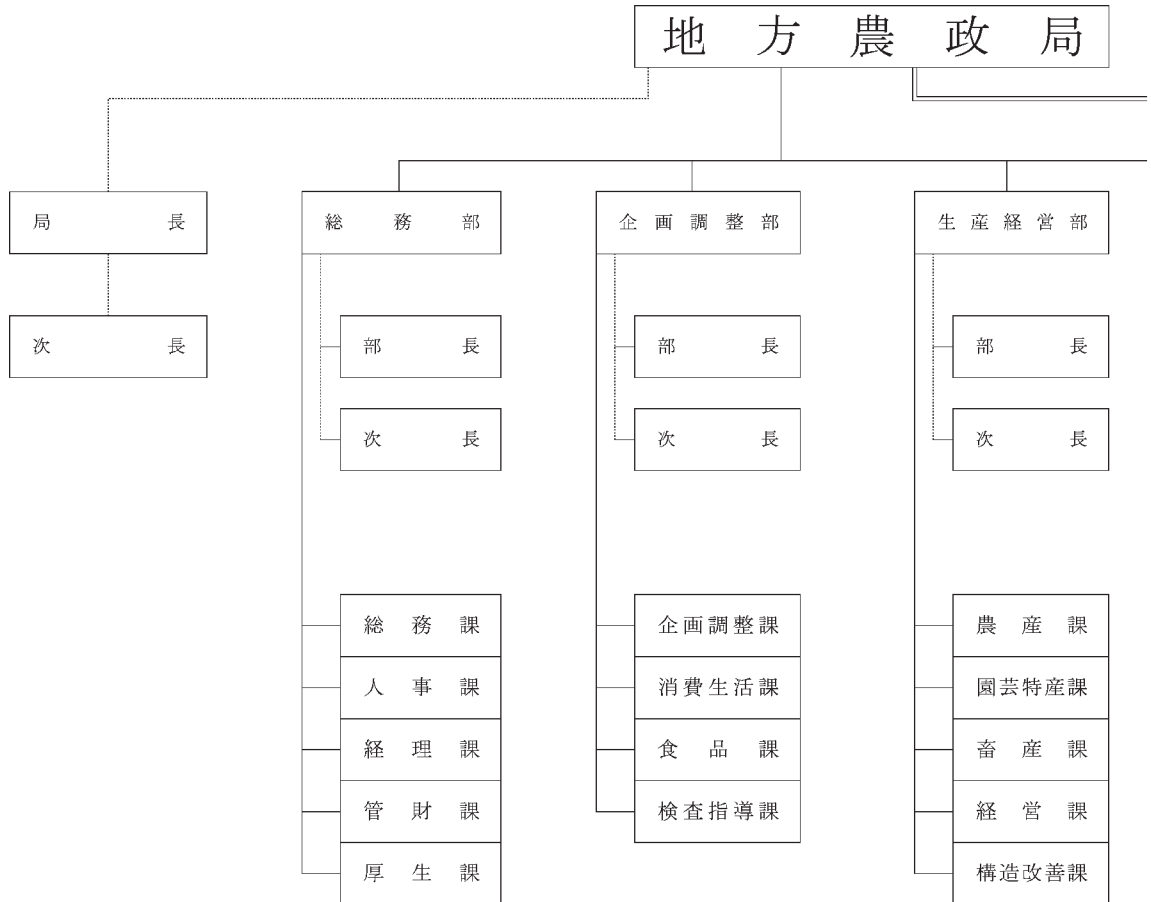 地方農政局
局長
次長
総務部
部長
次長
総務課
人事課
経理課
管財課
厚生課
企画調整部
部長
次長
企画調整課
消費生活課
食品課
検査指導課
生産経営部
部長
次長
農産課
園芸特産課
畜産課
経営課
構造改善課